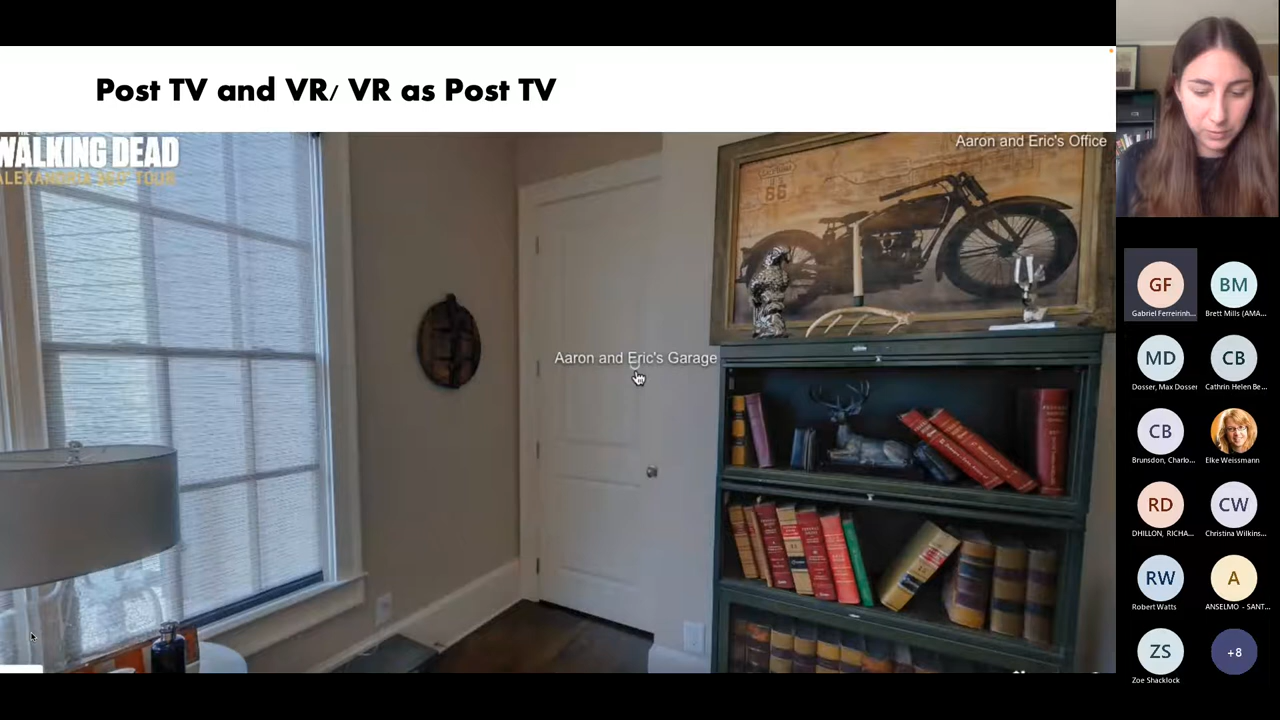 Post TV and VR/ VR as Post TV
THE
WALKING DEAD
ALEXANDRIA 360° TOUR
Aaron and Eric's Office
86
Aaron and Eric's Garage
GF
Gabriel Ferreirinh...
BM
Brett Mills (AMA...
MD
Dosser, Max Dosser
CB
Cathrin Helen Be...
CB
Brunsdon, Charlo...
Elke Weissmann
RD
DHILLON, RICHA...
CW
Christina Wilkins...
RW
Robert Watts
A
ANSELMO - SANT...
ZS
Zoe Shacklock
+8